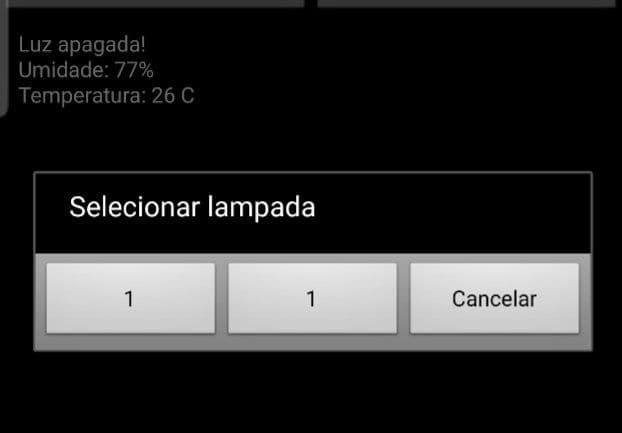 Luz apagada!
Umidade: 77%
Temperatura: 26 C
Selecionar lampada
1 1 Cancelar